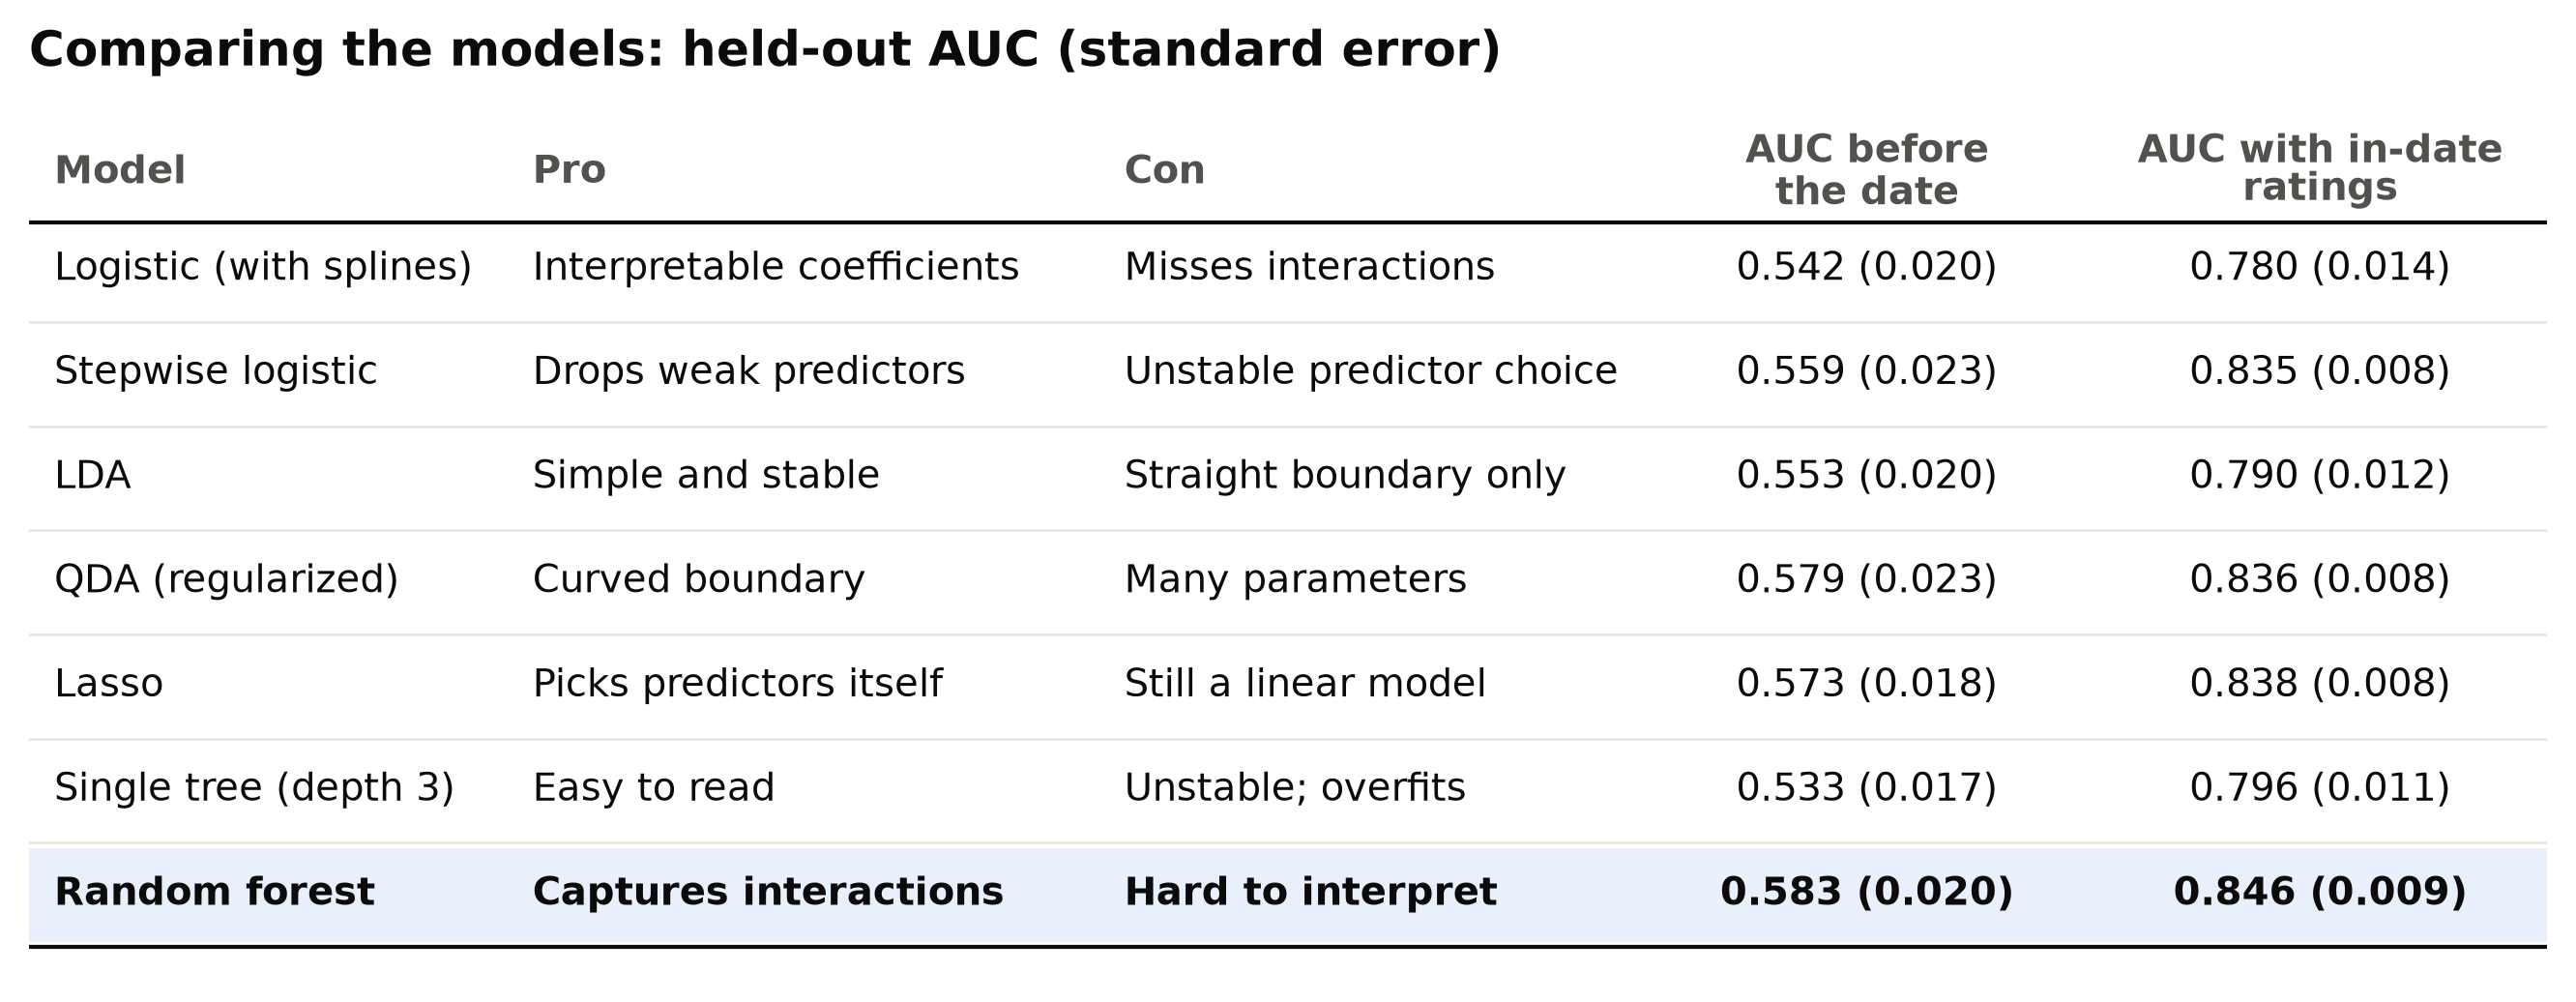 Comparing the models: held-out AUC (standard error)
Model Pro Con AUC before the date AUC with in-date ratings
Logistic (with splines) Interpretable coefficients Misses interactions 0.542 (0.020) 0.780 (0.014)
Stepwise logistic Drops weak predictors Unstable predictor choice 0.559 (0.023) 0.835 (0.008)
LDA Simple and stable Straight boundary only 0.553 (0.020) 0.790 (0.012)
QDA (regularized) Curved boundary Many parameters 0.579 (0.023) 0.836 (0.008)
Lasso Picks predictors itself Still a linear model 0.573 (0.018) 0.838 (0.008)
Single tree (depth 3) Easy to read Unstable; overfits 0.533 (0.017) 0.796 (0.011)
Random forest Captures interactions Hard to interpret 0.583 (0.020) 0.846 (0.009)